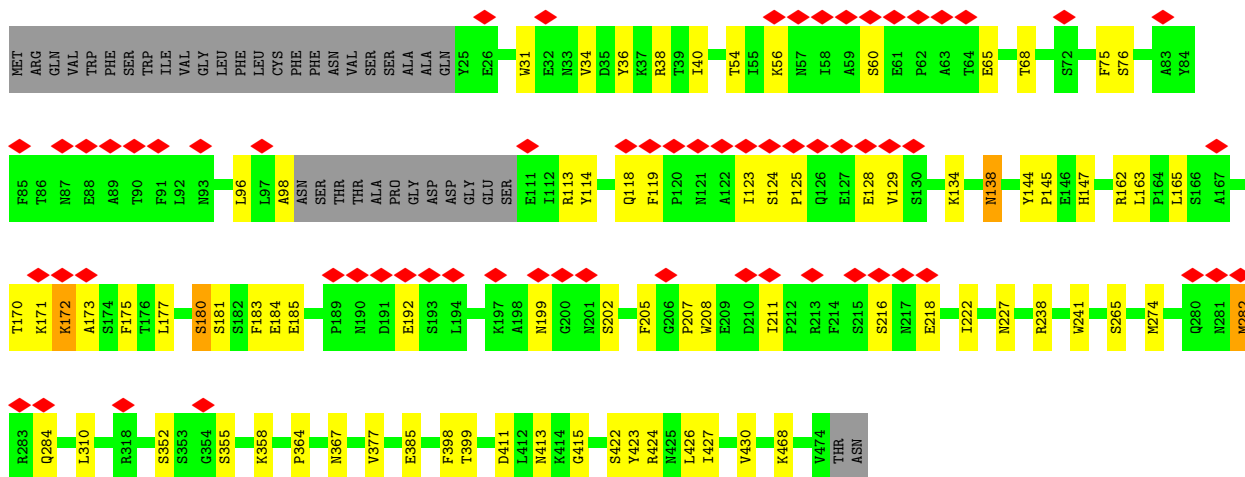 MET ARG GLN VAL TRP PHE SER TRP ILE VAL GLY LEU PHE LEU CYS PHE PHE ASN VAL SER SER ALA ALA GLN Y25 E26 W31 E32 N33 V34 D35 Y36 K37 R38 T39 I40 T54 I55 K56 N57 I58 A59 S60 E61 P62 A63 T64 E65 T68 S72 F75 S76 A83 Y84
F85 T86 N87 E88 A89 T90 F91 L92 N93 L96 L97 A98 ASN SER THR THR ALA PRO GLY ASP ASP GLY GLU SER E111 I112 R113 Y114 Q118 F119 P120 N121 A122 I123 S124 P125 Q126 E127 E128 V129 S130 K134 N138 Y144 P145 E146 H147 R162 L163 P164 L165 S166 A167
T170 K171 K172 A173 S174 F175 T176 L177 S180 S181 S182 F183 E184 E185 P189 N190 D191 E192 S193 L194 K197 A198 N199 G200 N201 S202 F205 G206 P207 W208 E209 D210 I211 P212 R213 F214 S215 S216 N217 E218 I222 N227 R238 W241 S265 M274 Q280 N281 M282
R283 Q284 L310 R318 S352 S353 G354 S355 K358 P364 N367 V377 E385 F398 T399 D411 L412 N413 K414 G415 S422 Y423 R424 N425 L426 I427 V430 K468 V474 THR ASN